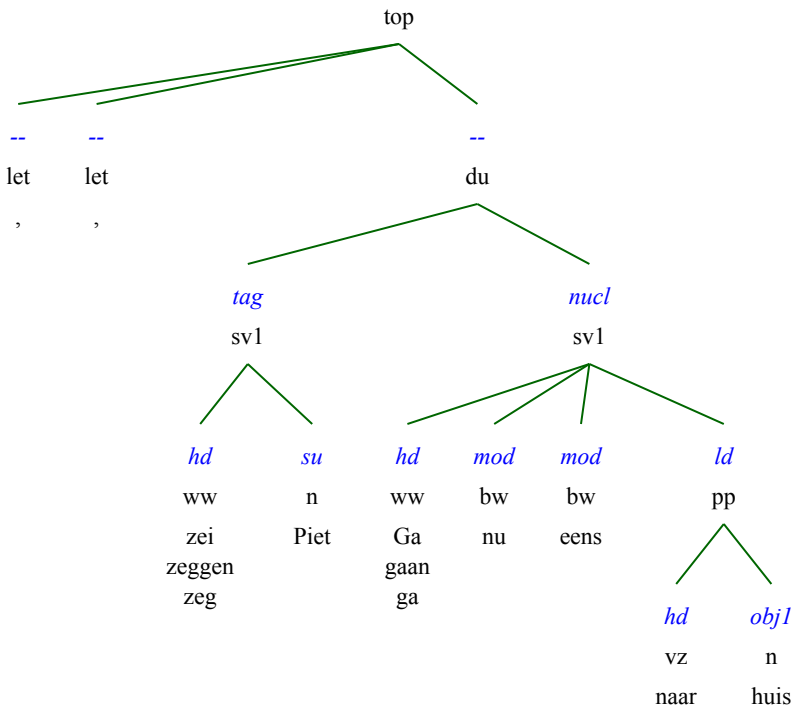 top
-- -- --
let let du
, ,
tag nucl
sv1 sv1
hd su hd mod mod ld
ww n ww bw bw pp
zei Piet Ga nu eens
zeggen gaan
zeg ga
hd obj1
vz n
naar huis